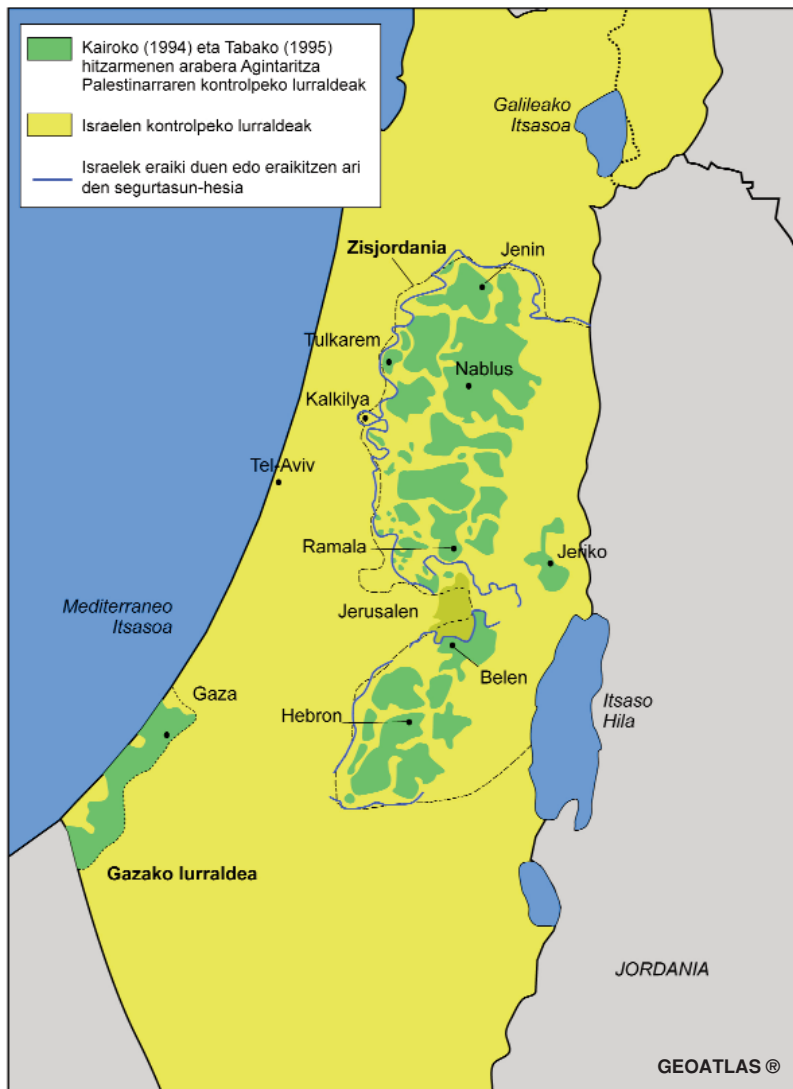 Kairoko (1994) eta Tabako (1995)
hitzarmenen arabera Agintaritza
Palestinarraren kontrolpeko lurraldeak
Israelen kontrolpeko lurraldeak
Israelek eraiki duen edo eraikitzen ari
den segurtasun-hesia
Galileako
Itsasoa
Zisjordania
Jenin
Tulkarem
Nablus
Kalkilya
Tel-Aviv
Ramala
Jeriko
Mediterraneo
Itsasoa
Jerusalen
Belen
Gaza
Hebron
Itsaso
Hila
Gazako lurraldea
JORDANIA
GEOATLAS ®